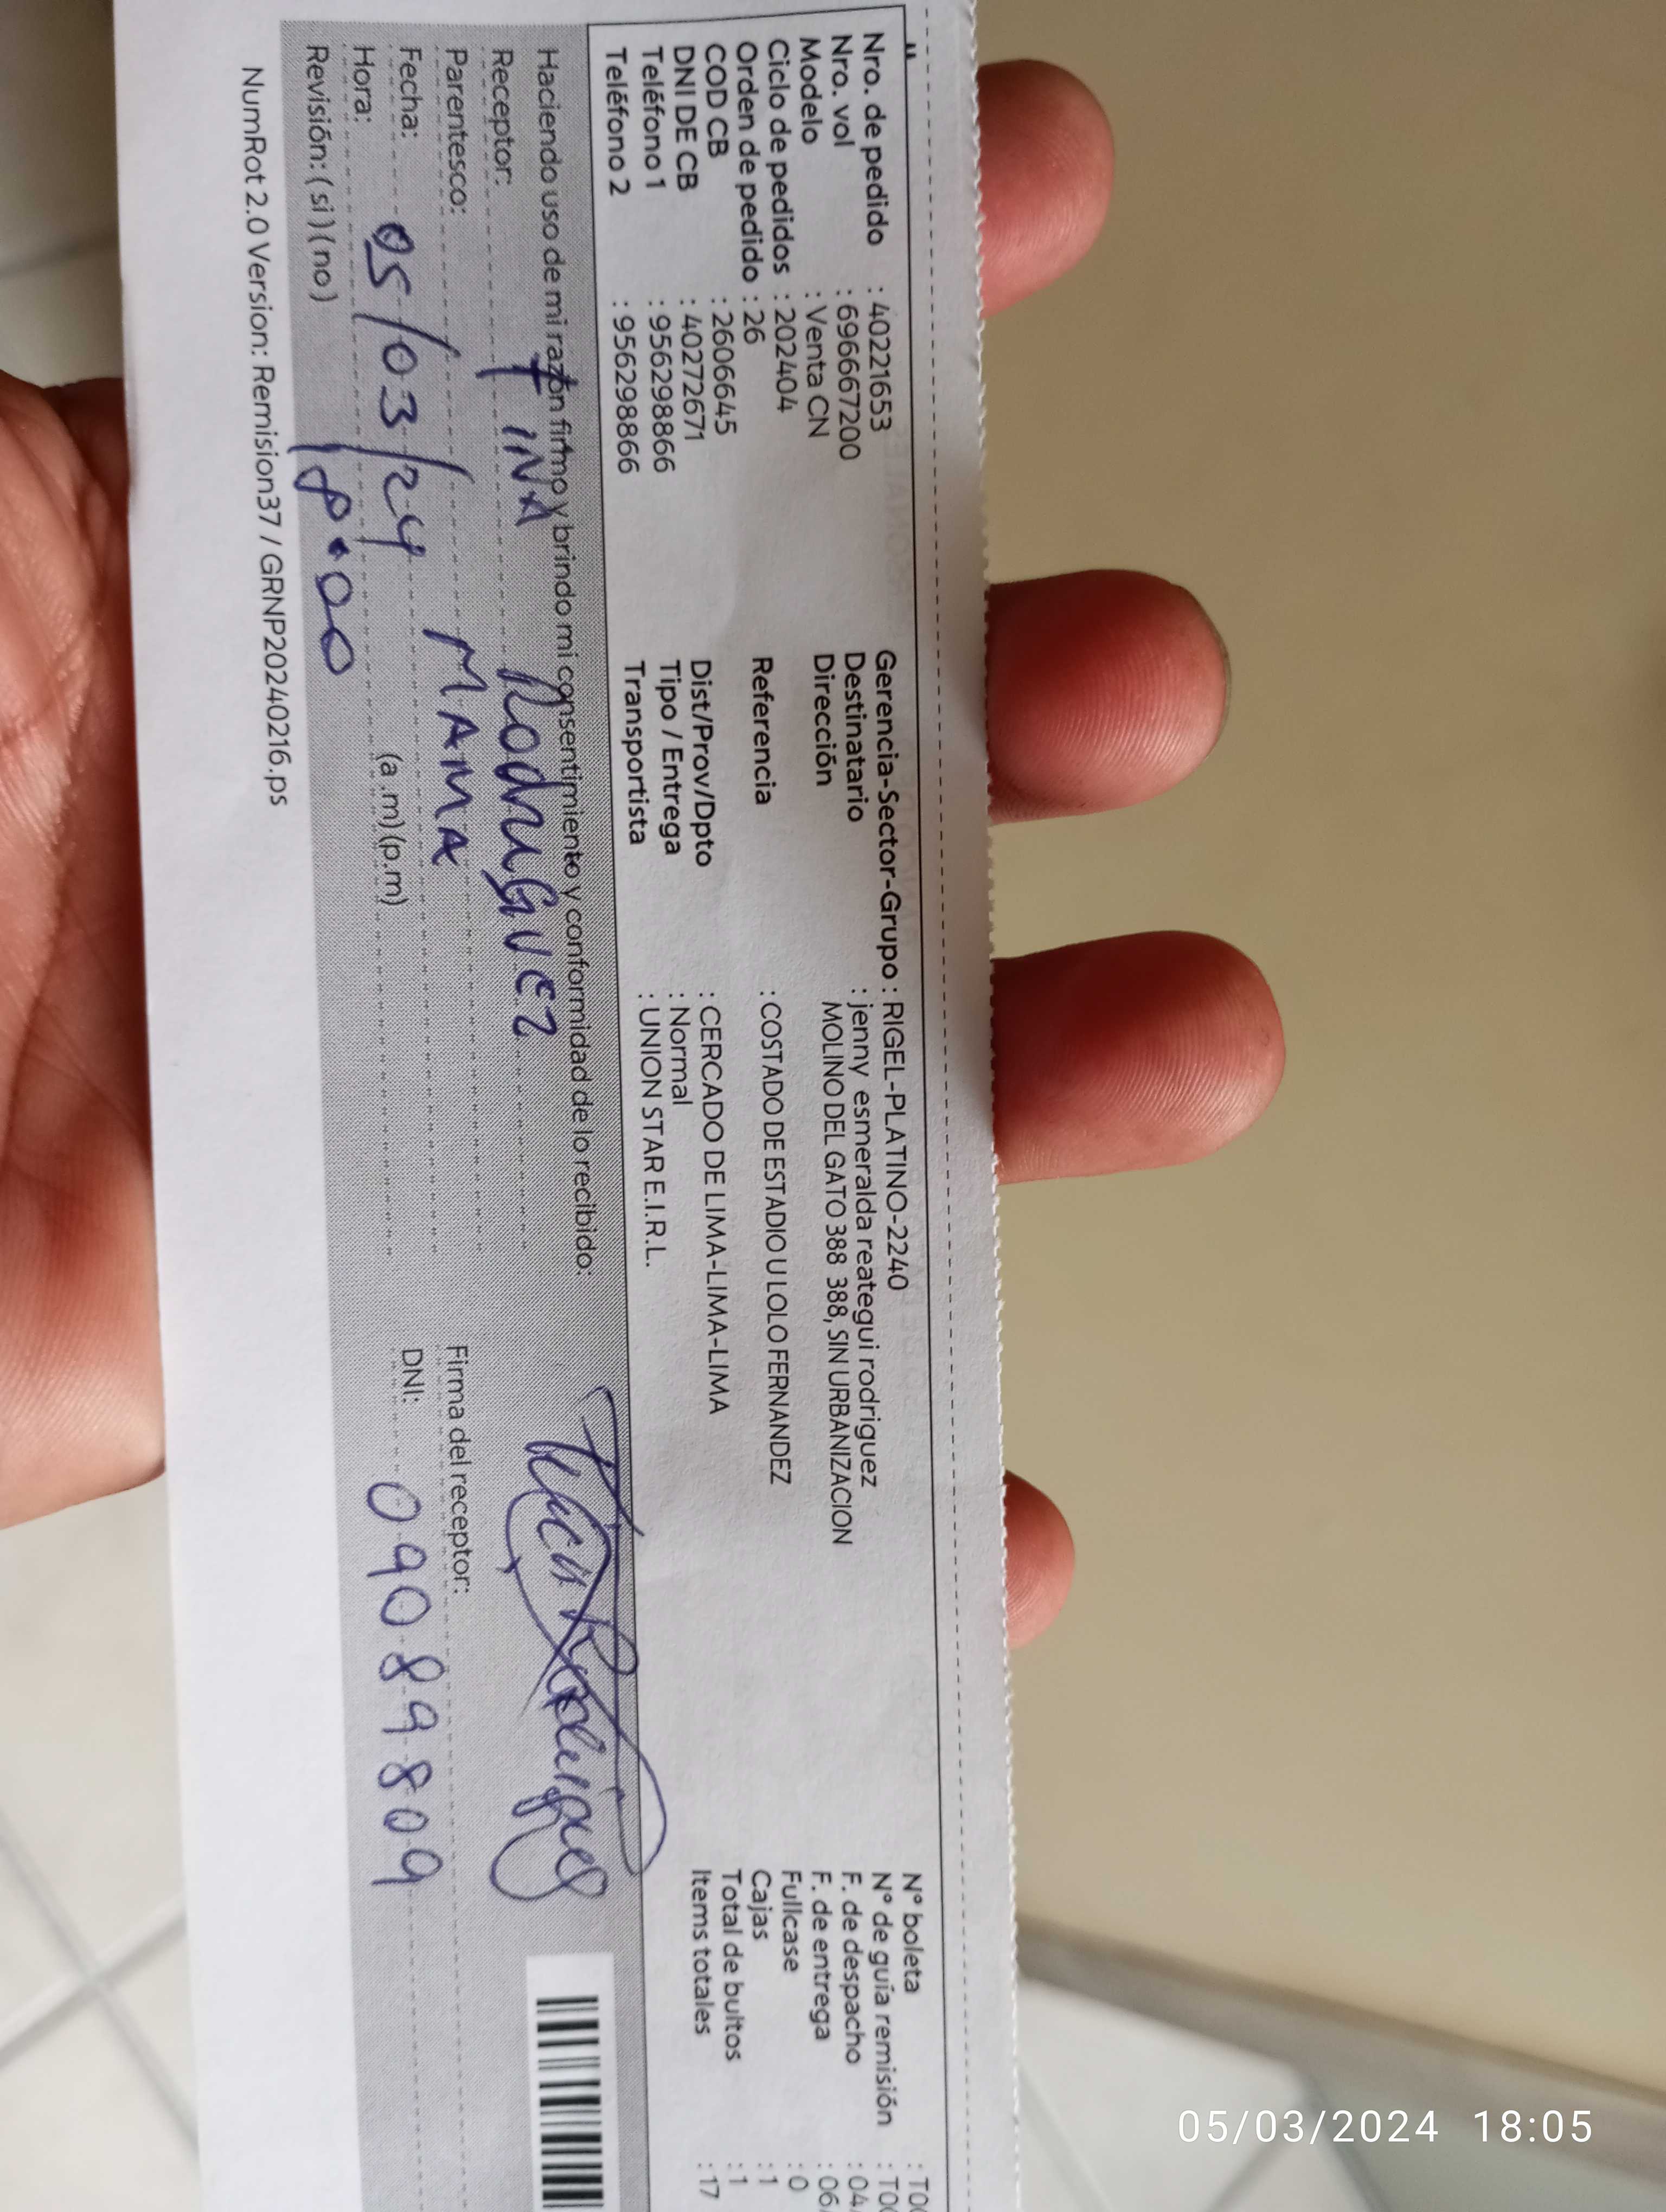 Nro. de pedido : 40221653
Nro. vol : 696667200
Modelo : Venta CN
Ciclo de pedidos : 202404
Orden de pedido : 26
COD CB : 2606645
DNI DE CB : 40272671
Teléfono 1 : 956298866
Teléfono 2 : 956298866
Gerencia-Sector-Grupo : RIGEL-PLATINO-2240
Destinatario : jenny esmeralda reategui rodriguez
Dirección MOLINO DEL GATO 388 388, SIN URBANIZACION
Referencia : COSTADO DE ESTADIO U LOLO FERNANDEZ
Dist/Prov/Dpto : CERCADO DE LIMA-LIMA-LIMA
Tipo / Entrega : Normal
Transportista : UNION STAR E.I.R.L.
N° boleta : T00
N° de guía remisión : T00
F. de despacho : 04/
F. de entrega : 06/
Fullcase : 0
Cajas : 1
Total de bultos : 1
Items totales : 17
Haciendo uso de mi razón firmo y brindo mi consentimiento y conformidad de lo recibido:
Receptor: TINA RodRiGUEZ
Parentesco: MAMA
Fecha: 05/03/24
Hora: 18:00 (a.m)(p.m)
Revisión: (si) (no)
Firma del receptor: Rodriguez
DNI: 09089809
NumRot 2.0 Version: Remision37 / GRNP20240216.ps
05/03/2024 18:05